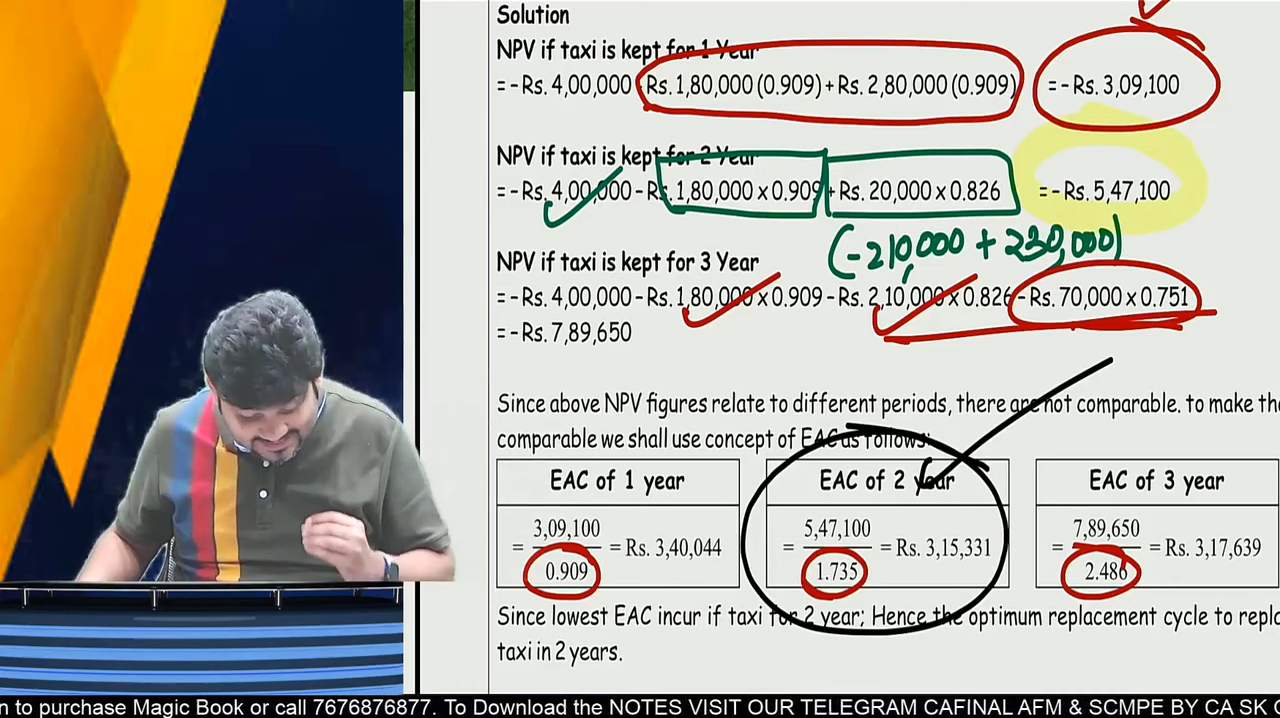 Solution
NPV if taxi is kept for 1 Year
= – Rs. 4,00,000 – Rs. 1,80,000 (0.909) + Rs. 2,80,000 (0.909) = – Rs. 3,09,100
NPV if taxi is kept for 2 Year
= – Rs. 4,00,000 – Rs. 1,80,000 × 0.909 + Rs. 20,000 × 0.826 = – Rs. 5,47,100
(-210,000 + 230,000)
NPV if taxi is kept for 3 Year
= – Rs. 4,00,000 – Rs. 1,80,000 × 0.909 – Rs. 2,10,000 × 0.826 – Rs. 70,000 × 0.751
= – Rs. 7,89,650
Since above NPV figures relate to different periods, there are not comparable. to make
comparable we shall use concept of EAC as follows:
EAC of 1 year EAC of 2 year EAC of 3 year
3,09,100 5,47,100 7,89,650
= = Rs. 3,40,044 = = Rs. 3,15,331 = = Rs. 3,17,639
0.909 1.735 2.486
Since lowest EAC incur if taxi for 2 year; Hence the optimum replacement cycle to
taxi in 2 years.
n to purchase Magic Book or call 7676876877. To Download the NOTES VISIT OUR TELEGRAM CAFINAL AFM & SCMPE BY CA SK